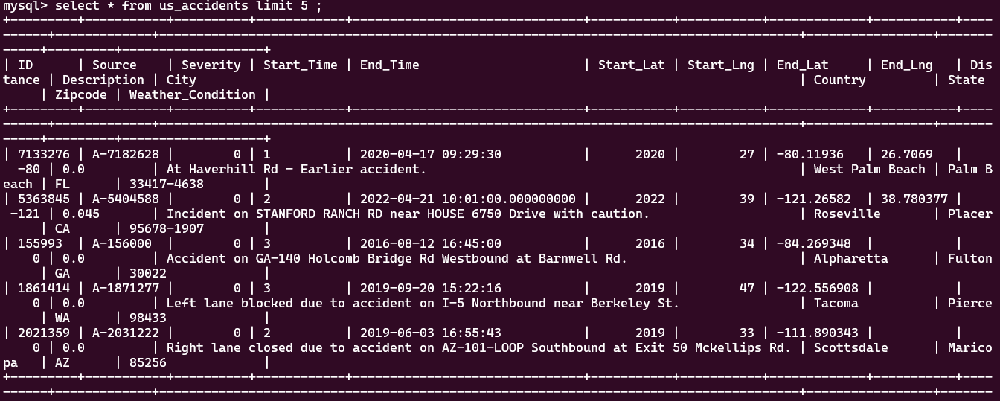 mysql> select * from us_accidents limit 5 ;
+---------+-----------+----------+------------+-------------------------------+-----------+-----------+-------------+-----------+----
------+-------------+--------------------------------------------------------------------------------------+-----------------+-------
-----+---------+-------------------+
| ID      | Source    | Severity | Start_Time | End_Time                      | Start_Lat | Start_Lng | End_Lat     | End_Lng   | Dis
tance | Description | City                                                                                 | Country         | State
     | Zipcode | Weather_Condition |
+---------+-----------+----------+------------+-------------------------------+-----------+-----------+-------------+-----------+----
------+-------------+--------------------------------------------------------------------------------------+-----------------+-------
-----+---------+-------------------+
| 7133276 | A-7182628 |        0 | 1          | 2020-04-17 09:29:30           |      2020 |        27 | -80.11936   | 26.7069   |
  -80 | 0.0         | At Haverhill Rd - Earlier accident.                                                  | West Palm Beach | Palm B
each | FL      | 33417-4638        |
| 5363845 | A-5404588 |        0 | 2          | 2022-04-21 10:01:00.000000000 |      2022 |        39 | -121.26582  | 38.780377 |
 -121 | 0.045       | Incident on STANFORD RANCH RD near HOUSE 6750 Drive with caution.                    | Roseville       | Placer
     | CA      | 95678-1907        |
| 155993  | A-156000  |        0 | 3          | 2016-08-12 16:45:00           |      2016 |        34 | -84.269348  |           |
    0 | 0.0         | Accident on GA-140 Holcomb Bridge Rd Westbound at Barnwell Rd.                       | Alpharetta      | Fulton
     | GA      | 30022             |
| 1861414 | A-1871277 |        0 | 3          | 2019-09-20 15:22:16           |      2019 |        47 | -122.556908 |           |
    0 | 0.0         | Left lane blocked due to accident on I-5 Northbound near Berkeley St.                | Tacoma          | Pierce
     | WA      | 98433             |
| 2021359 | A-2031222 |        0 | 2          | 2019-06-03 16:55:43           |      2019 |        33 | -111.890343 |           |
    0 | 0.0         | Right lane closed due to accident on AZ-101-LOOP Southbound at Exit 50 Mckellips Rd. | Scottsdale      | Marico
pa   | AZ      | 85256             |
+---------+-----------+----------+------------+-------------------------------+-----------+-----------+-------------+-----------+----
------+-------------+--------------------------------------------------------------------------------------+-----------------+-------